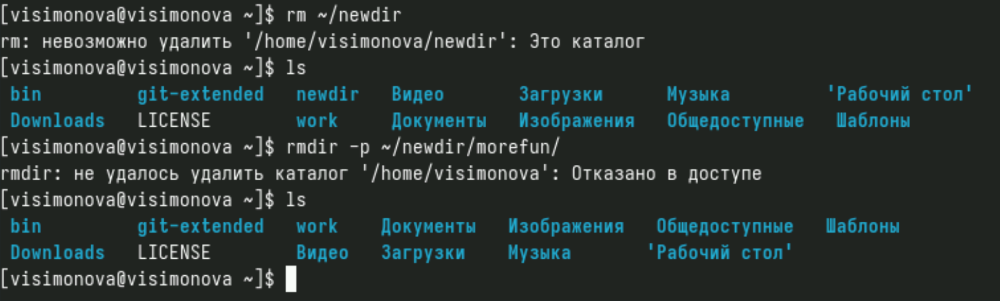 [visimonova@visimonova ~]$ rm ~/newdir
rm: невозможно удалить '/home/visimonova/newdir': Это каталог
[visimonova@visimonova ~]$ ls
bin git-extended newdir Видео Загрузки Музыка 'Рабочий стол'
Downloads LICENSE work Документы Изображения Общедоступные Шаблоны
[visimonova@visimonova ~]$ rmdir -p ~/newdir/morefun/
rmdir: не удалось удалить каталог '/home/visimonova': Отказано в доступе
[visimonova@visimonova ~]$ ls
bin git-extended work Документы Изображения Общедоступные Шаблоны
Downloads LICENSE Видео Загрузки Музыка 'Рабочий стол'
[visimonova@visimonova ~]$